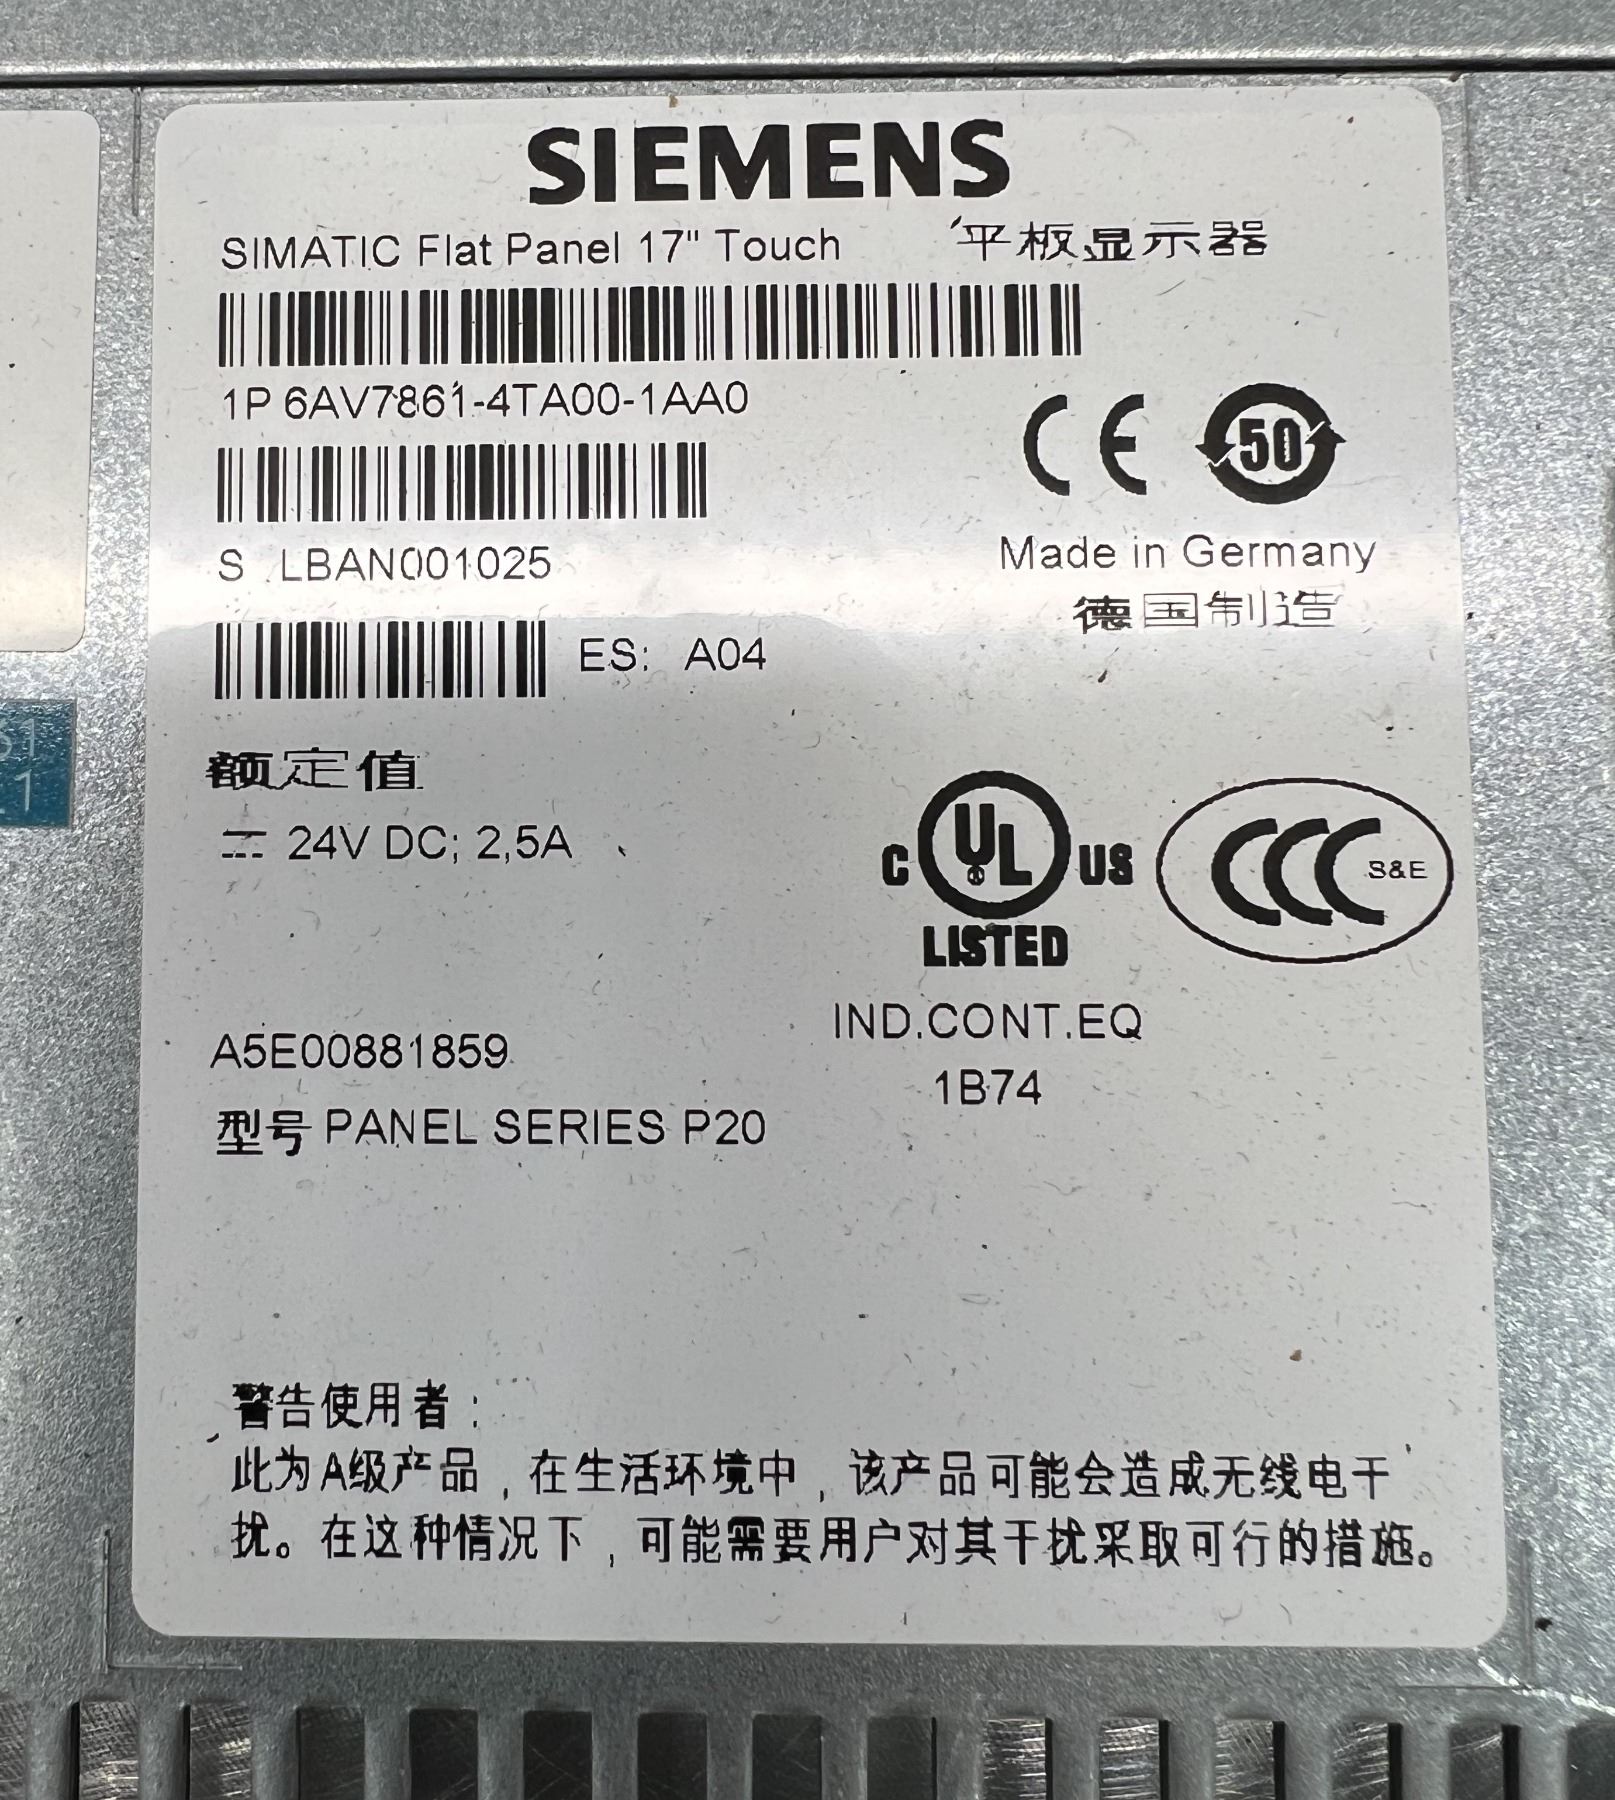 SIEMENS
SIMATIC Flat Panel 17" Touch 平板显示器
1P 6AV7861-4TA00-1AA0
CE 50
S LBAN001025
Made in Germany
德国制造
ES: A04
额定值
24V DC; 2,5A
C UL US
LISTED
CCC S&E
IND.CONT.EQ
1B74
A5E00881859
型号 PANEL SERIES P20
警告使用者:
此为A级产品,在生活环境中,该产品可能会造成无线电干
扰。在这种情况下,可能需要用户对其干扰采取可行的措施。